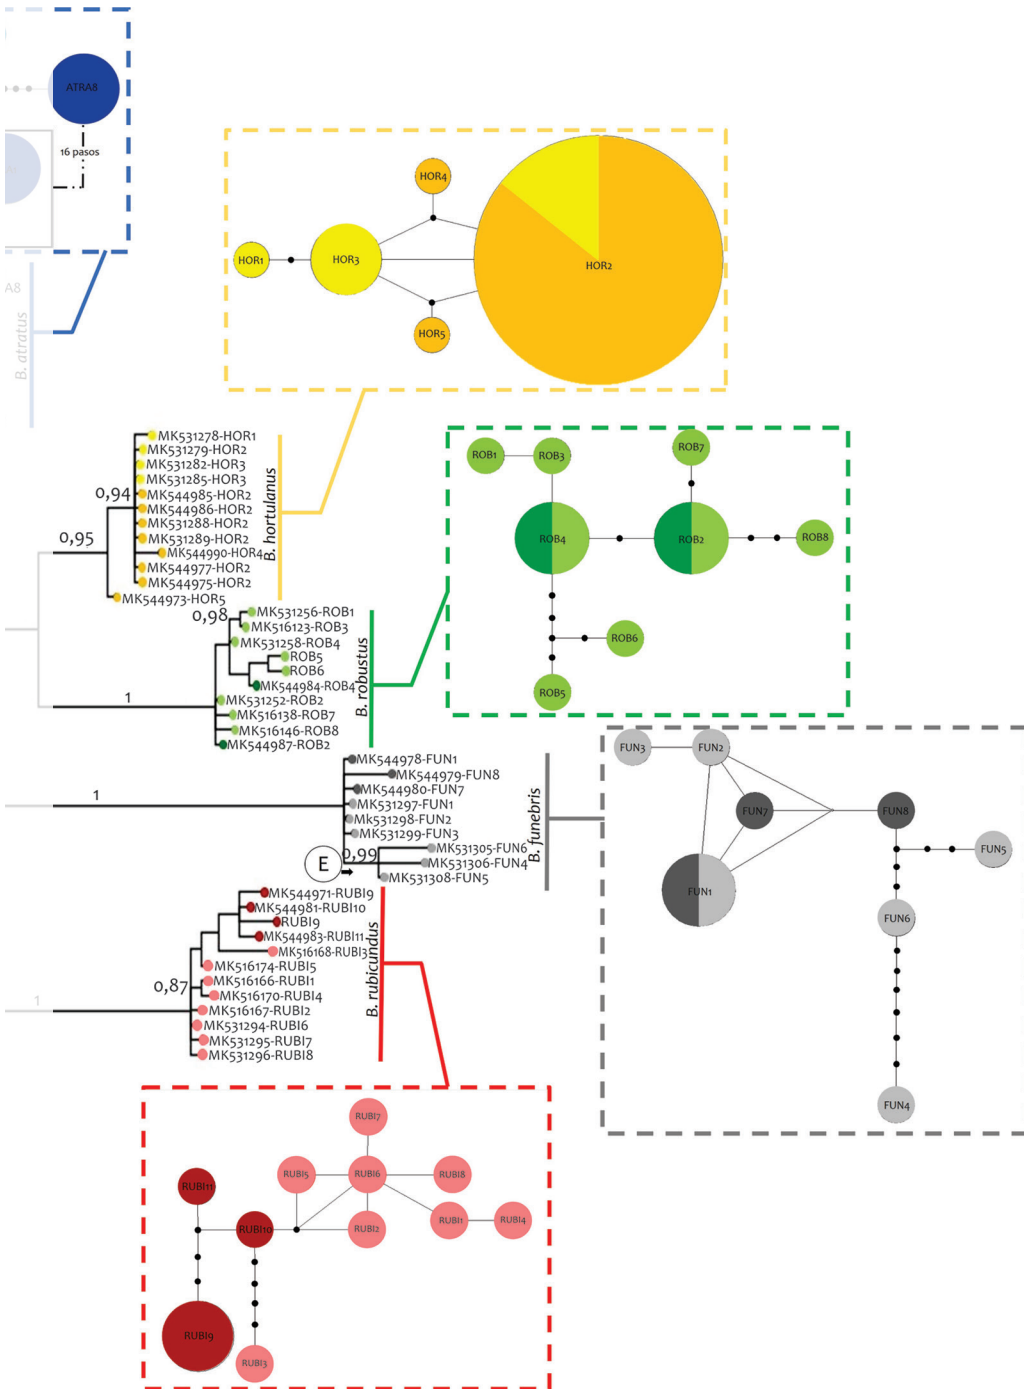 ATRA8
16 pasos
A8
B. atratus
HOR4
HOR1
HOR3
HOR2
HOR5
MK531278-HOR1
MK531279-HOR2
MK531282-HOR3
MK531285-HOR3
0,94
MK544985-HOR2
MK544986-HOR2
MK531288-HOR2
0,95
MK531289-HOR2
MK544990-HOR4
MK544977-HOR2
MK544975-HOR2
MK544973-HOR5
B. hortulanus
ROB1
ROB3
ROB7
ROB4
ROB2
ROB8
ROB6
ROB5
0,98
MK531256-ROB1
MK516123-ROB3
MK531258-ROB4
ROB5
ROB6
MK544984-ROB4
1
MK531252-ROB2
MK516138-ROB7
MK516146-ROB8
MK544987-ROB2
B. robustus
MK544978-FUN1
MK544979-FUN8
1
MK544980-FUN7
MK531297-FUN1
Mk531298-FUN2
MK531299-FUN3
E
0,99
MK531305-FUN6
MK531306-FUN4
MK531308-FUN5
B. funebris
FUN3
FUN2
FUN7
FUN8
FUN5
FUN1
FUN6
FUN4
MK544971-RUBI9
MK544981-RUBI10
RUBI9
MK544983-RUBI11
MK516168-RUBI3
MK516174-RUBI5
0,87
MK516166-RUBI1
MK516170-RUBI4
1
MK516167-RUBI2
MK531294-RUBI6
MK531295-RUBI7
MK531296-RUBI8
B. rubicundus
RUBI7
RUBI5
RUBI6
RUBI8
RUBI11
RUBI10
RUBI2
RUBI1
RUBI4
RUBI9
RUBI3